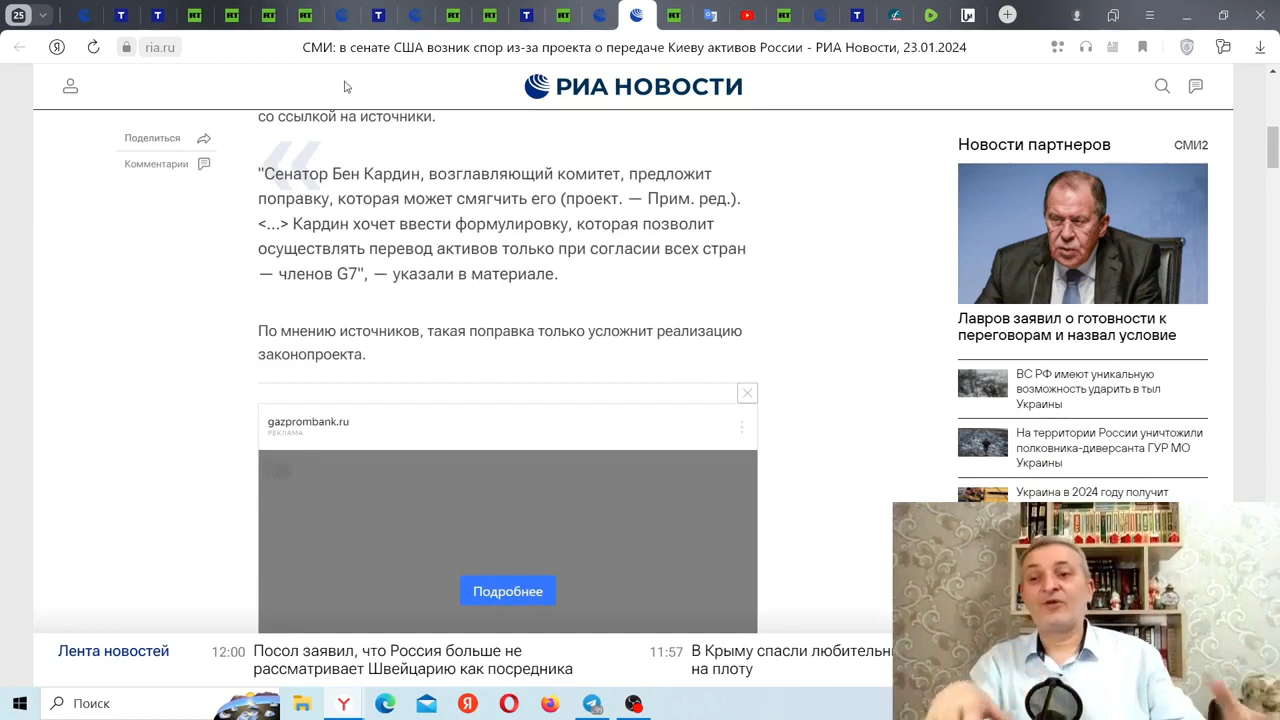 25
ria.ru
СМИ: в сенате США возник спор из-за проекта о передаче Киеву активов России - РИА Новости, 23.01.2024
РИА НОВОСТИ
со ссылкой на источники.
Поделиться
Комментарии
"Сенатор Бен Кардин, возглавляющий комитет, предложит
поправку, которая может смягчить его (проект. — Прим. ред.).
<...> Кардин хочет ввести формулировку, которая позволит
осуществлять перевод активов только при согласии всех стран
— членов G7", — указали в материале.
По мнению источников, такая поправка только усложнит реализацию
законопроекта.
gazprombank.ru
РЕКЛАМА
Подробнее
Новости партнеров
СМИ2
Лавров заявил о готовности к
переговорам и назвал условие
ВС РФ имеют уникальную
возможность ударить в тыл
Украины
На территории России уничтожили
полковника-диверсанта ГУР МО
Украины
Украина в 2024 году получит
Лента новостей
12:00
Посол заявил, что Россия больше не
рассматривает Швейцарию как посредника
11:57
В Крыму спасли любительн
на плоту
Поиск